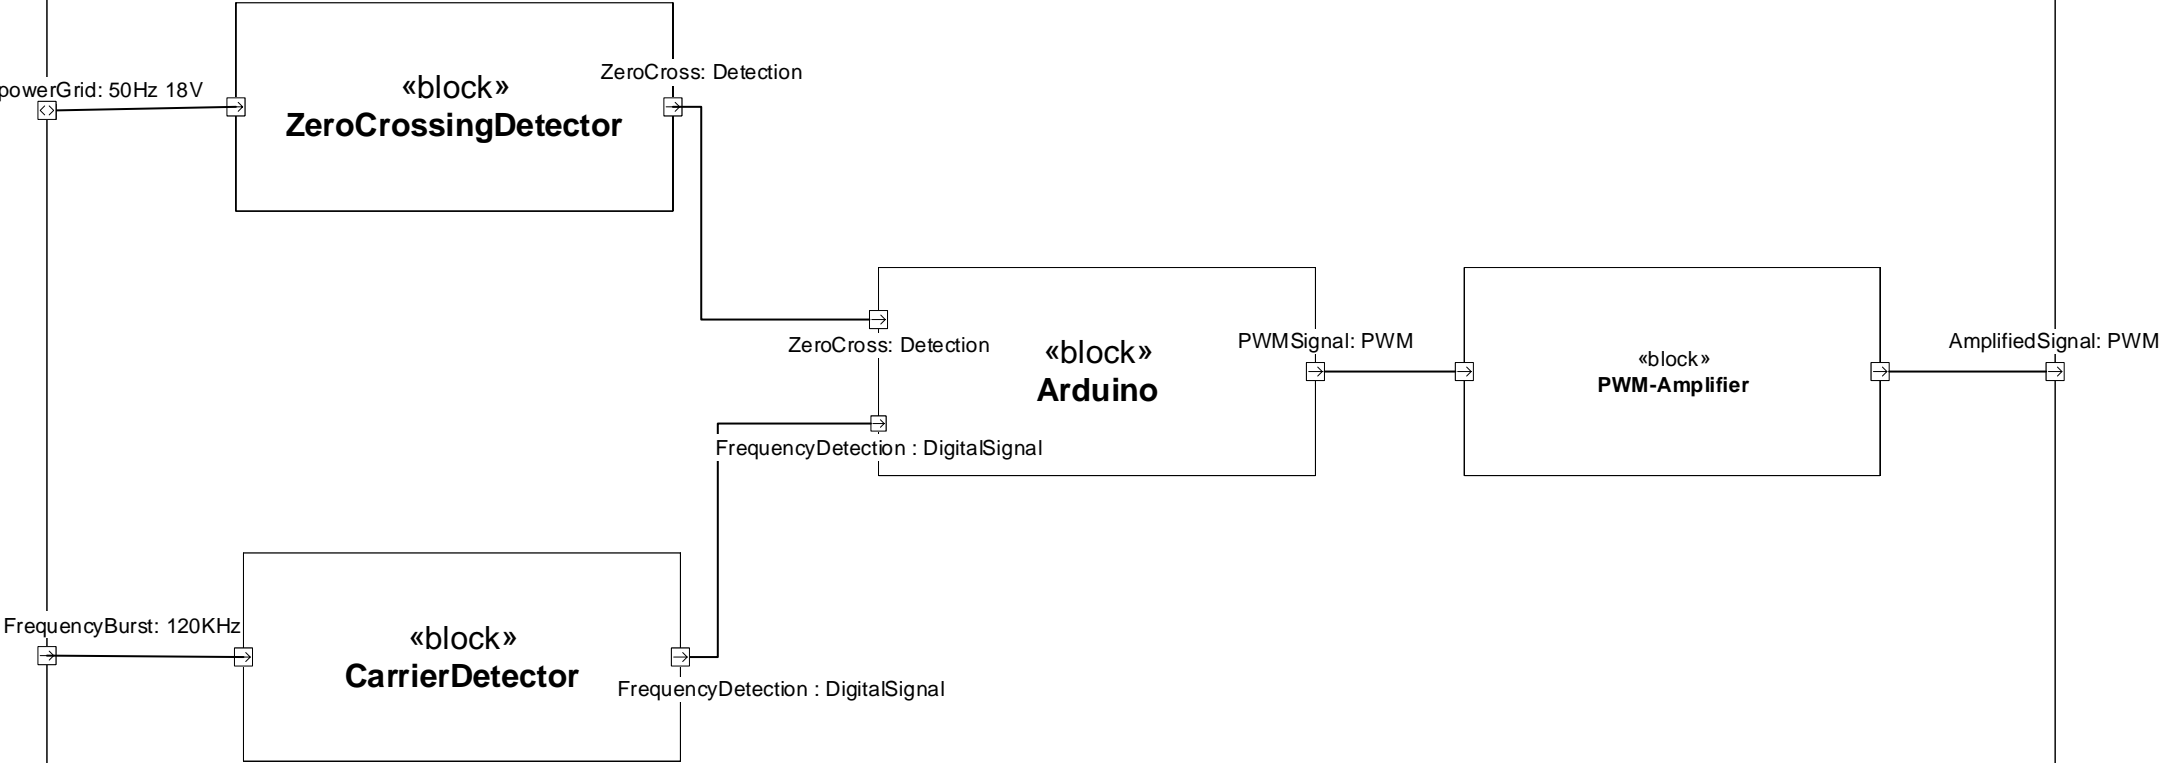 ZeroCross: Detection
powerGrid: 50Hz 18V
«block»
ZeroCrossingDetector
ZeroCross: Detection
«block»
Arduino
PWMSignal: PWM
«block»
PWM-Amplifier
AmplifiedSignal: PWM
FrequencyDetection : DigitalSignal
FrequencyBurst: 120KHz
«block»
CarrierDetector
FrequencyDetection : DigitalSignal